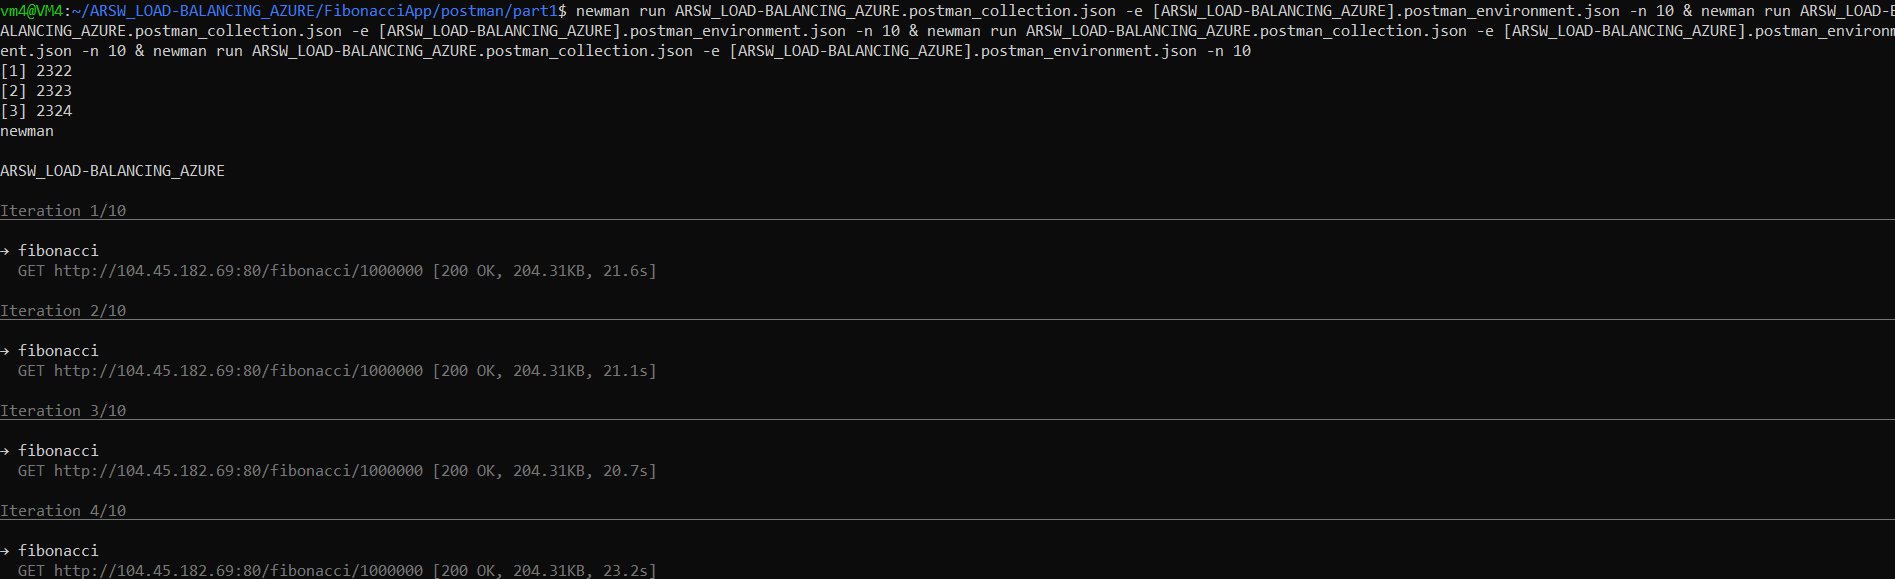 vm4@VM4:~/ARSW_LOAD-BALANCING_AZURE/FibonacciApp/postman/part1$ newman run ARSW_LOAD-BALANCING_AZURE.postman_collection.json -e [ARSW_LOAD-BALANCING_AZURE].postman_environment.json -n 10 & newman run ARSW_LOAD-B
ALANCING_AZURE.postman_collection.json -e [ARSW_LOAD-BALANCING_AZURE].postman_environment.json -n 10 & newman run ARSW_LOAD-BALANCING_AZURE.postman_collection.json -e [ARSW_LOAD-BALANCING_AZURE].postman_environm
ent.json -n 10 & newman run ARSW_LOAD-BALANCING_AZURE.postman_collection.json -e [ARSW_LOAD-BALANCING_AZURE].postman_environment.json -n 10
[1] 2322
[2] 2323
[3] 2324
newman
ARSW_LOAD-BALANCING_AZURE
Iteration 1/10
→ fibonacci
GET http://104.45.182.69:80/fibonacci/1000000 [200 OK, 204.31KB, 21.6s]
Iteration 2/10
→ fibonacci
GET http://104.45.182.69:80/fibonacci/1000000 [200 OK, 204.31KB, 21.1s]
Iteration 3/10
→ fibonacci
GET http://104.45.182.69:80/fibonacci/1000000 [200 OK, 204.31KB, 20.7s]
Iteration 4/10
→ fibonacci
GET http://104.45.182.69:80/fibonacci/1000000 [200 OK, 204.31KB, 23.2s]